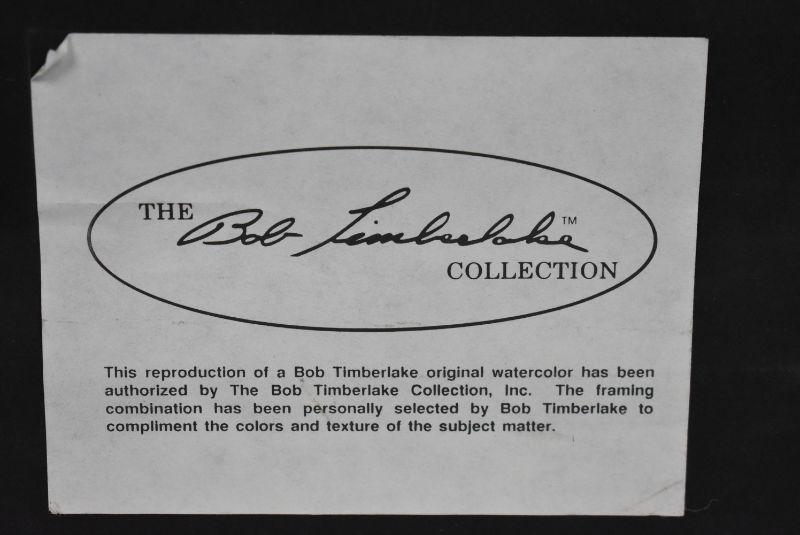 THE Bob Timberlake™
COLLECTION
This reproduction of a Bob Timberlake original watercolor has been
authorized by The Bob Timberlake Collection, Inc. The framing
combination has been personally selected by Bob Timberlake to
compliment the colors and texture of the subject matter.